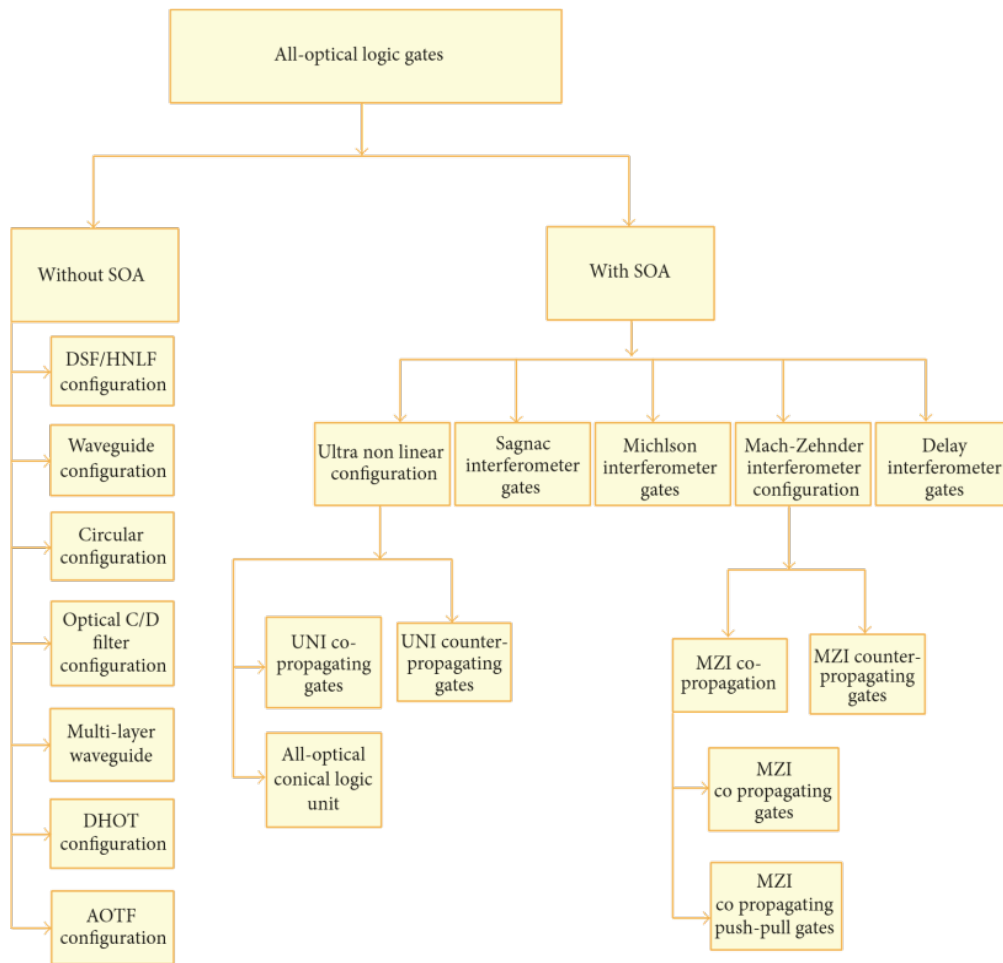 All-optical logic gates
Without SOA
With SOA
DSF/HNLF
configuration
Waveguide
configuration
Circular
configuration
Optical C/D
filter
configuration
Multi-layer
waveguide
DHOT
configuration
AOTF
configuration
Ultra non linear
configuration
Sagnac
interferometer
gates
Michlson
interferometer
gates
Mach-Zehnder
interferometer
configuration
Delay
interferometer
gates
UNI co-
propagating
gates
UNI counter-
propagating
gates
All-optical
conical logic
unit
MZI co-
propagation
MZI counter-
propagating
gates
MZI
co propagating
gates
MZI
co propagating
push-pull gates